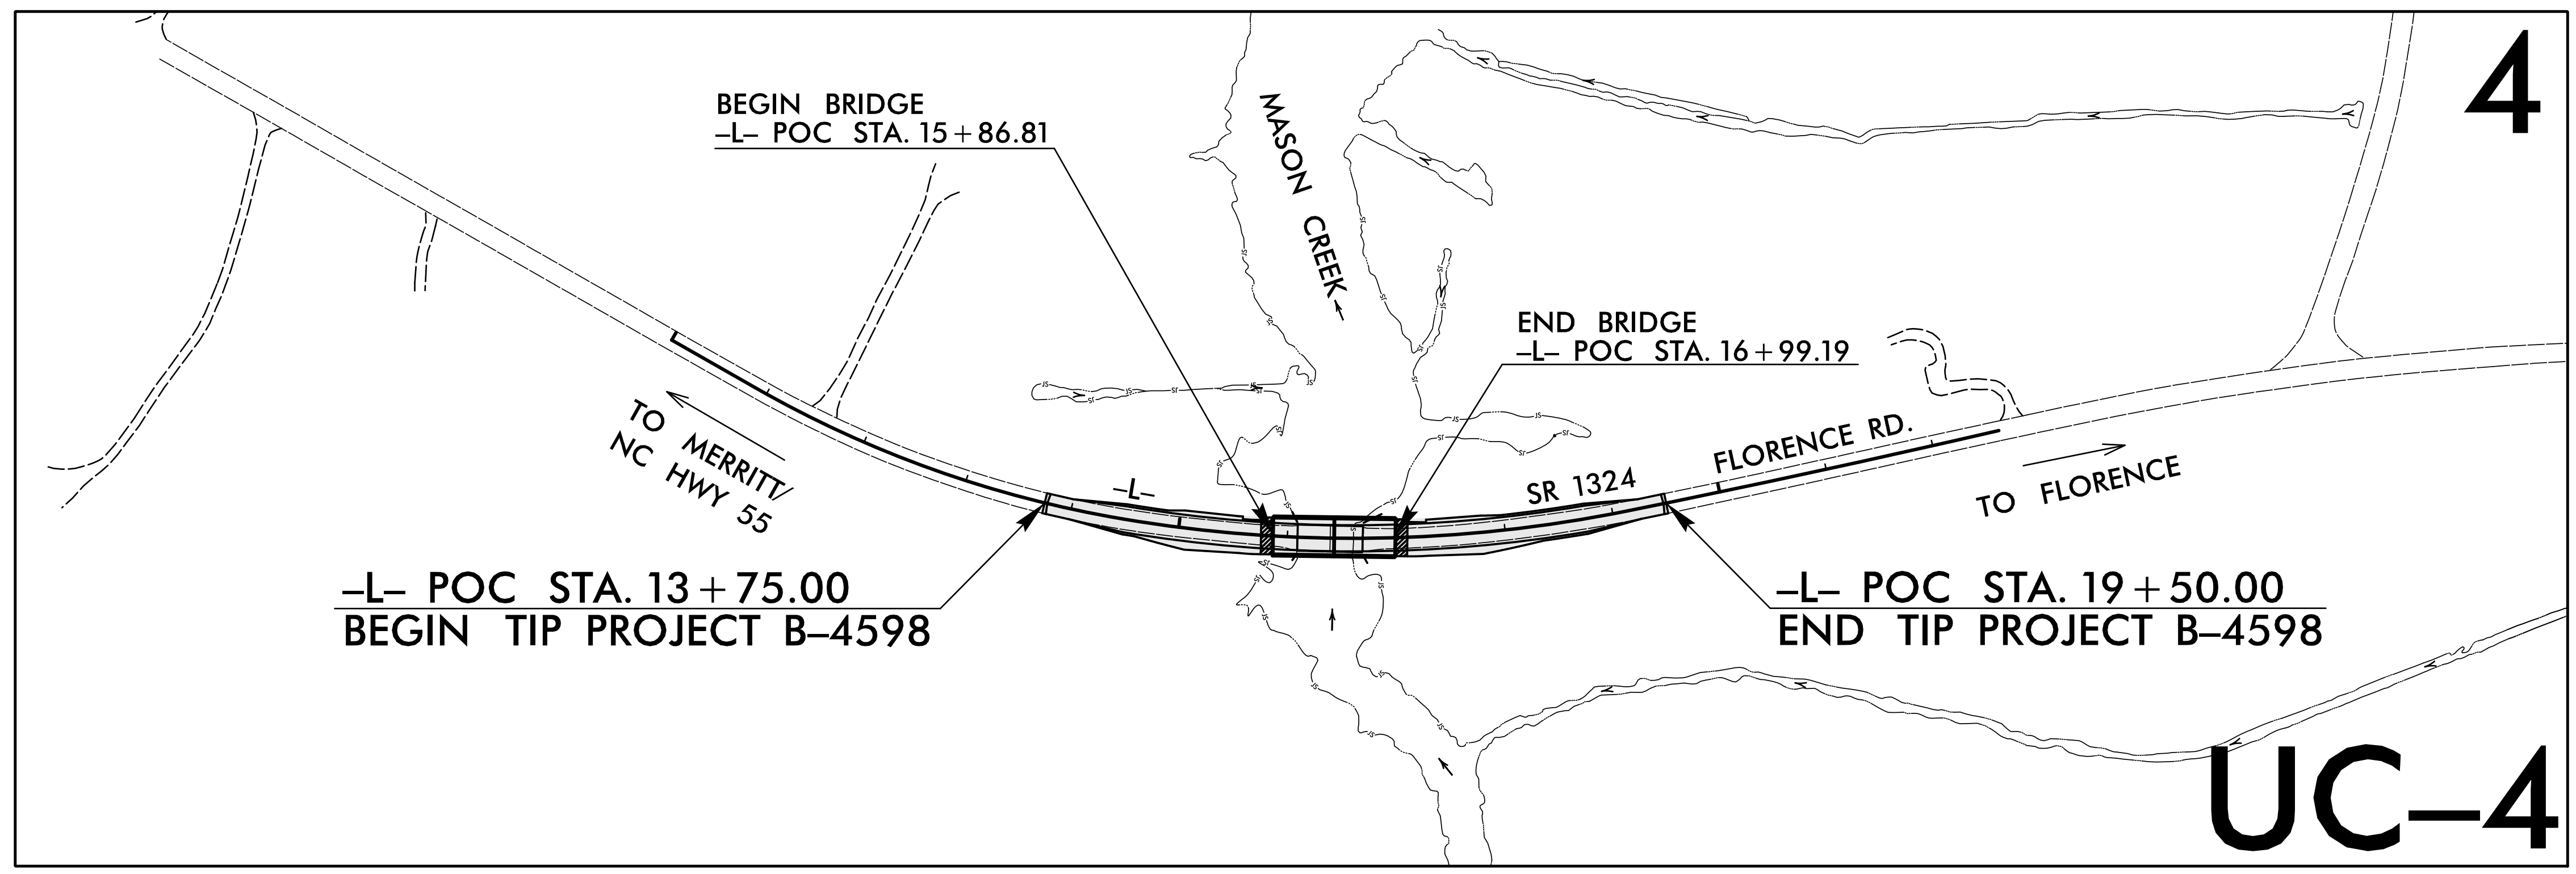 4
BEGIN BRIDGE
–L– POC STA. 15+86.81
MASON CREEK
END BRIDGE
–L– POC STA. 16+99.19
TO MERRITT/
NC HWY 55
–L–
SR 1324
FLORENCE RD.
TO FLORENCE
–L– POC STA. 13+75.00
BEGIN TIP PROJECT B–4598
–L– POC STA. 19+50.00
END TIP PROJECT B–4598
UC–4